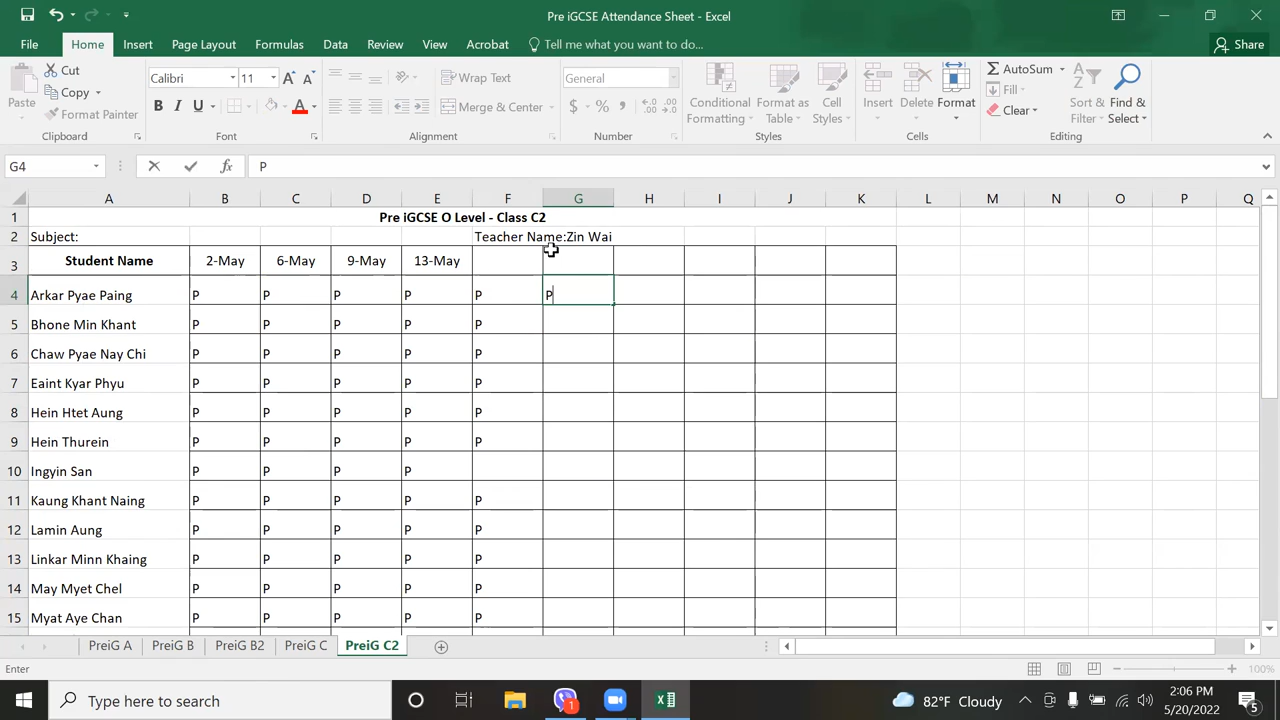 Pre iGCSE Attendance Sheet - Excel
File Home Insert Page Layout Formulas Data Review View Acrobat Tell me what you want to do... Share
Paste Cut Copy Format Painter Clipboard
Calibri 11 A A B I U A Font
Wrap Text Merge & Center Alignment
General $ % , Number
Conditional Formatting Format as Table Cell Styles Styles
Insert Delete Format Cells
AutoSum Fill Clear Sort & Filter Find & Select Editing
G4 fx P
A B C D E F G H I J K L M N O P Q
1 Pre iGCSE O Level - Class C2
2 Subject: Teacher Name:Zin Wai
3 Student Name 2-May 6-May 9-May 13-May
4 Arkar Pyae Paing P P P P P P
5 Bhone Min Khant P P P P P
6 Chaw Pyae Nay Chi P P P P P
7 Eaint Kyar Phyu P P P P P
8 Hein Htet Aung P P P P P
9 Hein Thurein P P P P P
10 Ingyin San P P P P
11 Kaung Khant Naing P P P P P
12 Lamin Aung P P P P P
13 Linkar Minn Khaing P P P P P
14 May Myet Chel P P P P P
15 Myat Aye Chan P P P P P
PreiG A PreiG B PreiG B2 PreiG C PreiG C2
Enter 100%
Type here to search 1 82°F Cloudy 2:06 PM
5/20/2022 5